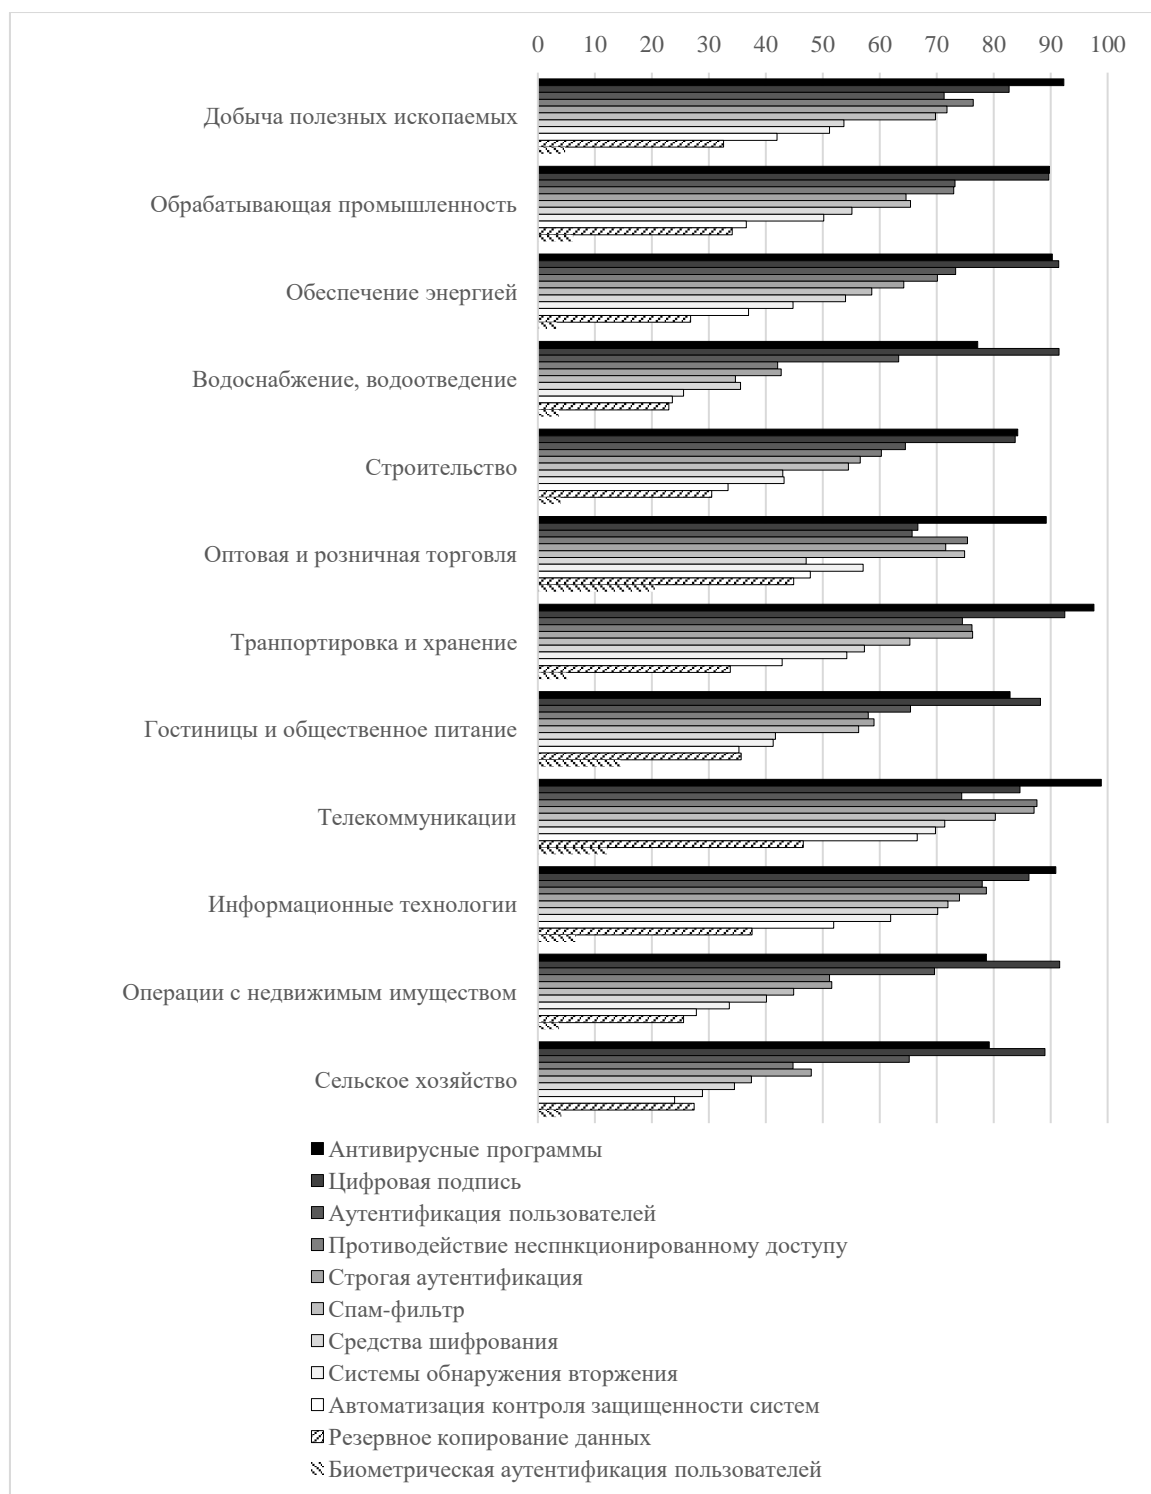 0 10 20 30 40 50 60 70 80 90 100
Добыча полезных ископаемых
Обрабатывающая промышленность
Обеспечение энергией
Водоснабжение, водоотведение
Строительство
Оптовая и розничная торговля
Транпортировка и хранение
Гостиницы и общественное питание
Телекоммуникации
Информационные технологии
Операции с недвижимым имуществом
Сельское хозяйство
Антивирусные программы
Цифровая подпись
Аутентификация пользователей
Противодействие неспнкционированному доступу
Строгая аутентификация
Спам-фильтр
Средства шифрования
Системы обнаружения вторжения
Автоматизация контроля защищенности систем
Резервное копирование данных
Биометрическая аутентификация пользователей